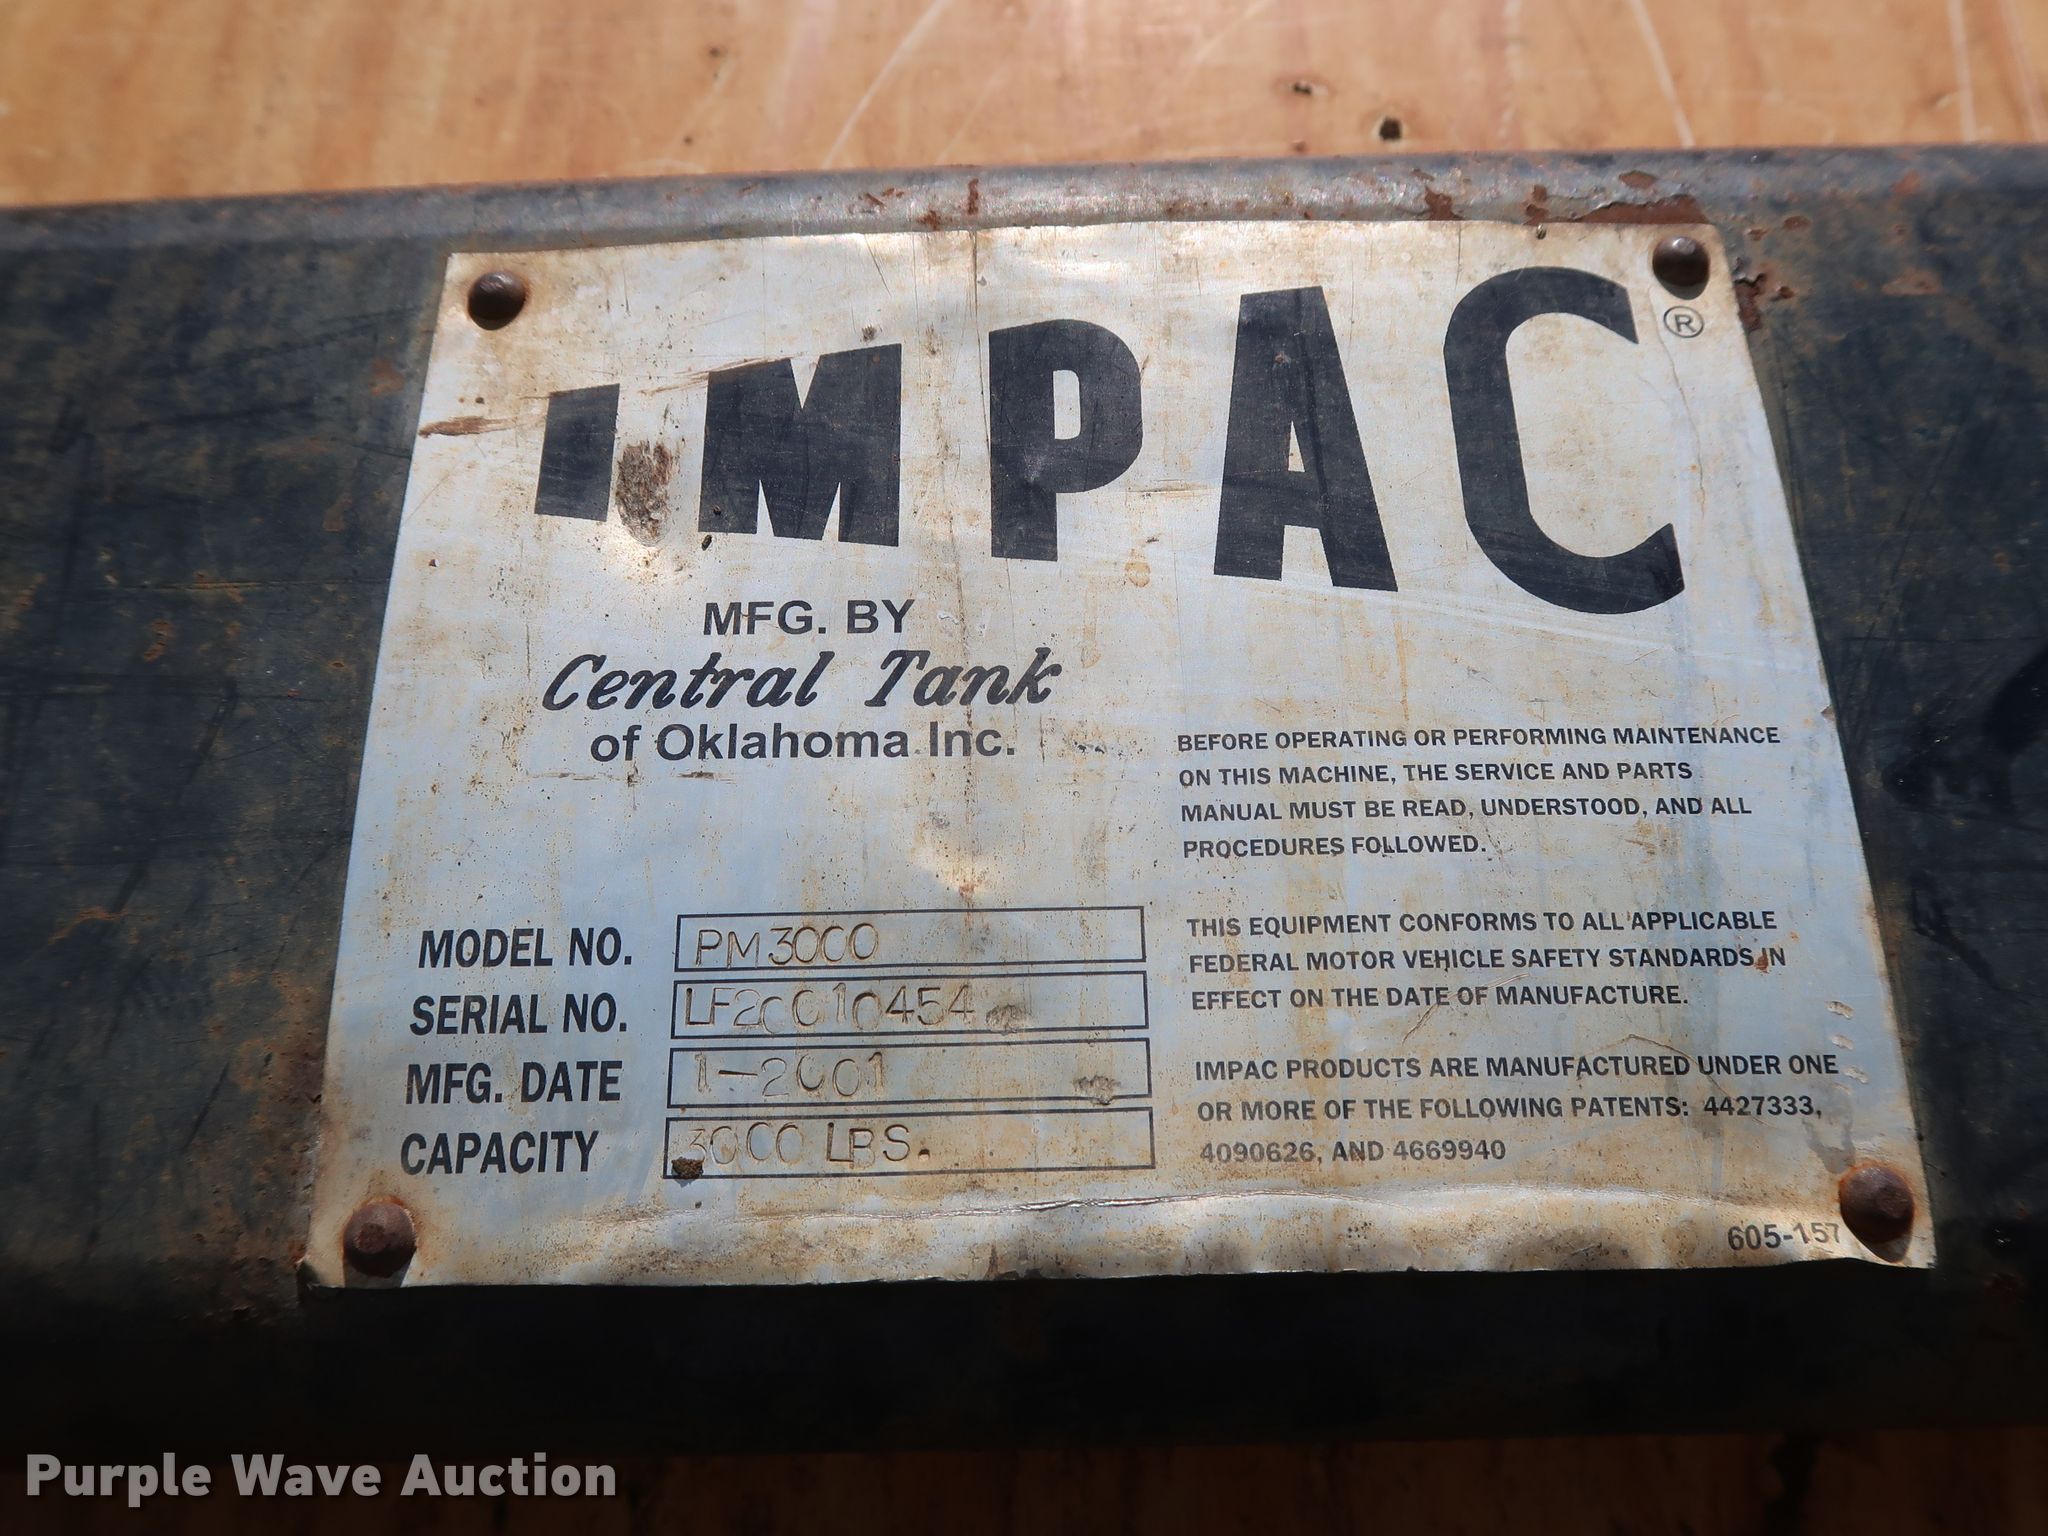 IMPAC®
MFG. BY
Central Tank
of Oklahoma Inc.
MODEL NO. PM3000
SERIAL NO. LF20010454
MFG. DATE 1-2001
CAPACITY 3000 LBS.
BEFORE OPERATING OR PERFORMING MAINTENANCE
ON THIS MACHINE, THE SERVICE AND PARTS
MANUAL MUST BE READ, UNDERSTOOD, AND ALL
PROCEDURES FOLLOWED.
THIS EQUIPMENT CONFORMS TO ALL APPLICABLE
FEDERAL MOTOR VEHICLE SAFETY STANDARDS IN
EFFECT ON THE DATE OF MANUFACTURE.
IMPAC PRODUCTS ARE MANUFACTURED UNDER ONE
OR MORE OF THE FOLLOWING PATENTS: 4427333,
4090626, AND 4669940
605-157
Purple Wave Auction